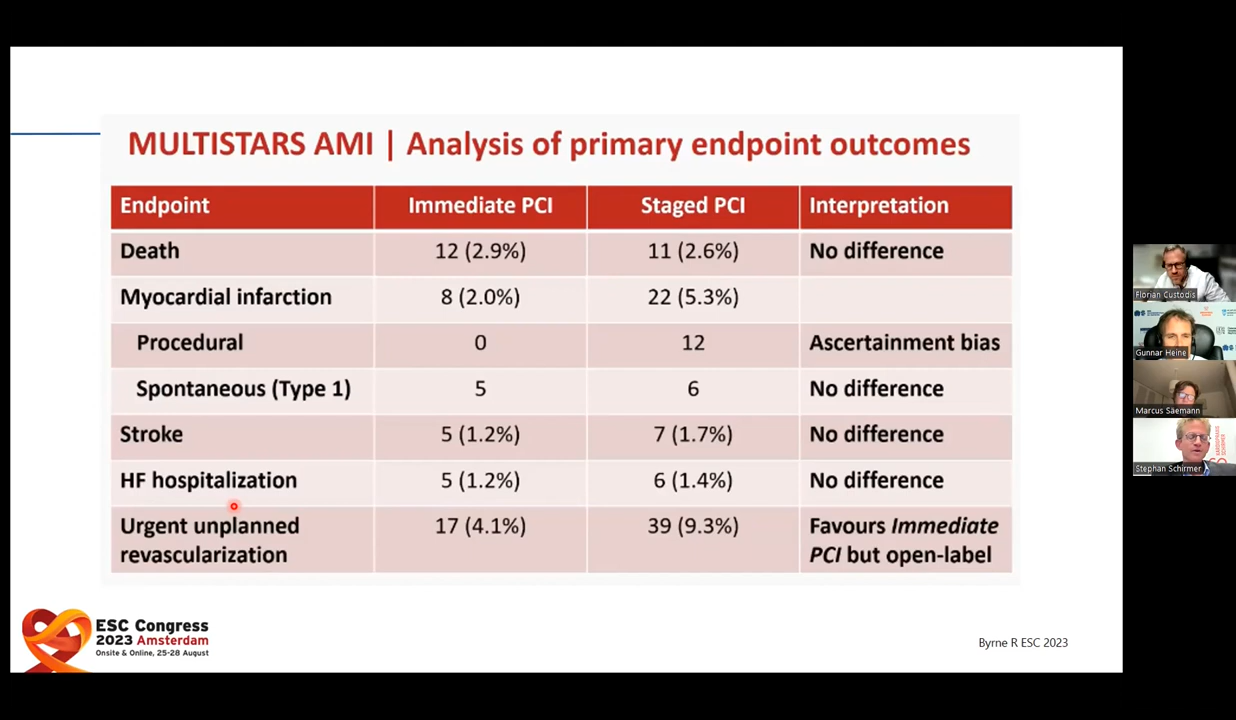 MULTISTARS AMI | Analysis of primary endpoint outcomes
Endpoint Immediate PCI Staged PCI Interpretation
Death 12 (2.9%) 11 (2.6%) No difference
Myocardial infarction 8 (2.0%) 22 (5.3%)
Procedural 0 12 Ascertainment bias
Spontaneous (Type 1) 5 6 No difference
Stroke 5 (1.2%) 7 (1.7%) No difference
HF hospitalization 5 (1.2%) 6 (1.4%) No difference
Urgent unplanned 17 (4.1%) 39 (9.3%) Favours Immediate
revascularization PCI but open-label
ESC Congress
2023 Amsterdam
Onsite & Online, 25-28 August
Byrne R ESC 2023
Florian Custodis
Gunnar Heine
Marcus Säemann
Stephan Schirmer